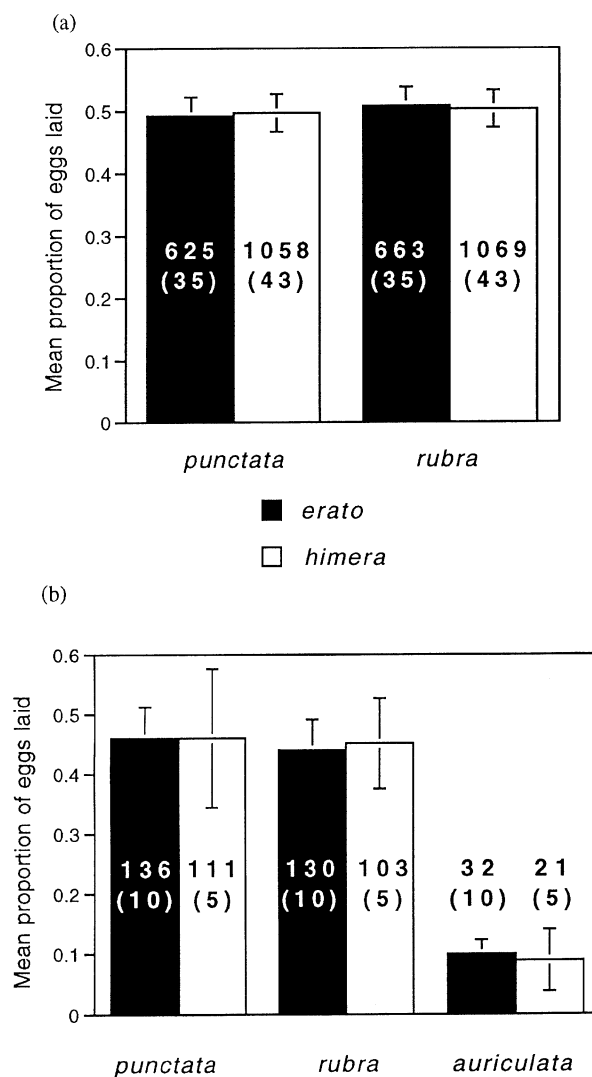 (a)
Mean proportion of eggs laid
0.6
0.5
0.4
0.3
0.2
0.1
0
625 1058 663 1069
(35) (43) (35) (43)
punctata rubra
erato
himera
(b)
Mean proportion of eggs laid
0.6
0.5
0.4
0.3
0.2
0.1
0
136 111 130 103 32 21
(10) (5) (10) (5) (10) (5)
punctata rubra auriculata